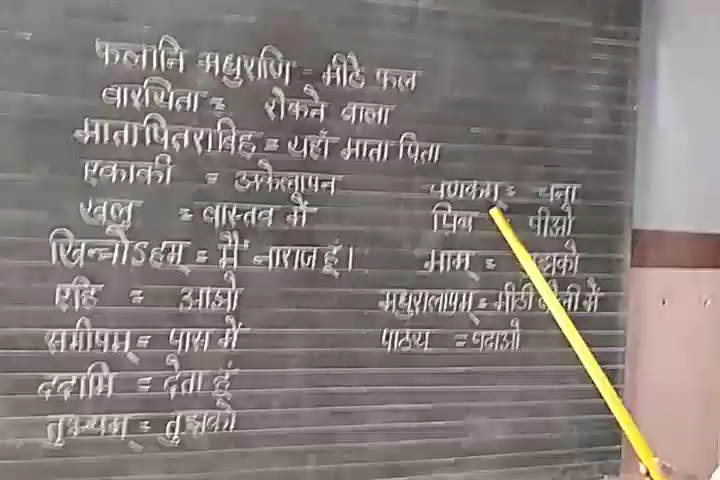 फलानि मधुराणि = मीठे फल
वारयिता = रोकने वाला
मातापितराविह = यहाँ माता पिता
एकाकी = अकेलापन
खलु = वास्तव में
खिन्नोऽहम् = मैं नाराज हूं।
एहि = आओ
समीपम् = पास में
ददामि = देता हूं
तुभ्यम् = तुझको
चणकम् = चना
पिब = पीओ
माम् = मुझको
मधुरालापम् = मीठी बोली में
पाठय = पढाओ